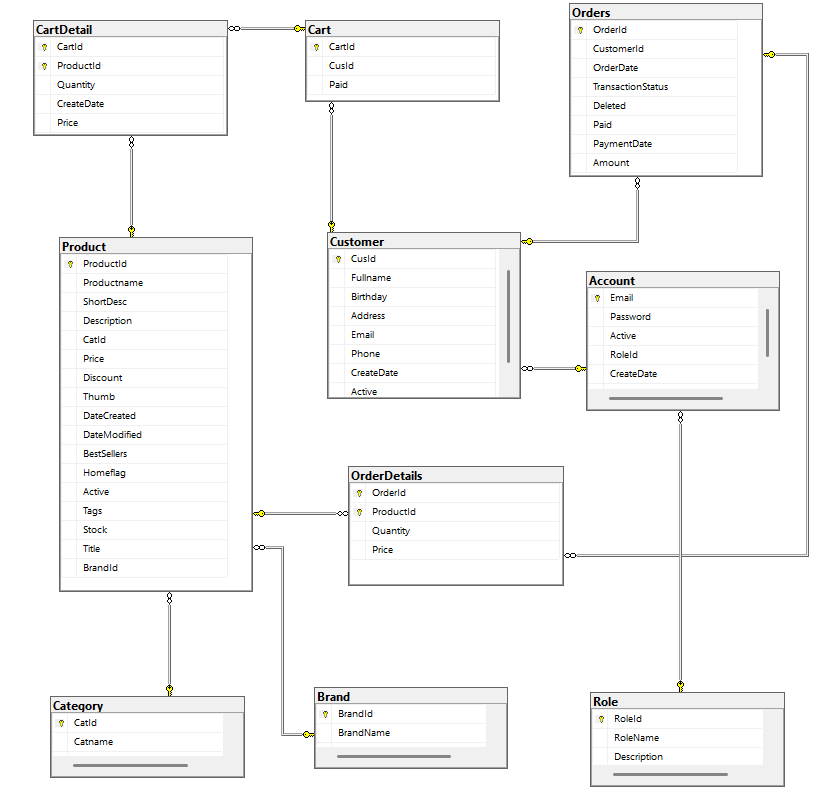 CartDetail
CartId
ProductId
Quantity
CreateDate
Price
Cart
CartId
CusId
Paid
Orders
OrderId
CustomerId
OrderDate
TransactionStatus
Deleted
Paid
PaymentDate
Amount
Product
ProductId
Productname
ShortDesc
Description
CatId
Price
Discount
Thumb
DateCreated
DateModified
BestSellers
Homeflag
Active
Tags
Stock
Title
BrandId
Customer
CusId
Fullname
Birthday
Address
Email
Phone
CreateDate
Active
Account
Email
Password
Active
RoleId
CreateDate
OrderDetails
OrderId
ProductId
Quantity
Price
Category
CatId
Catname
Brand
BrandId
BrandName
Role
RoleId
RoleName
Description